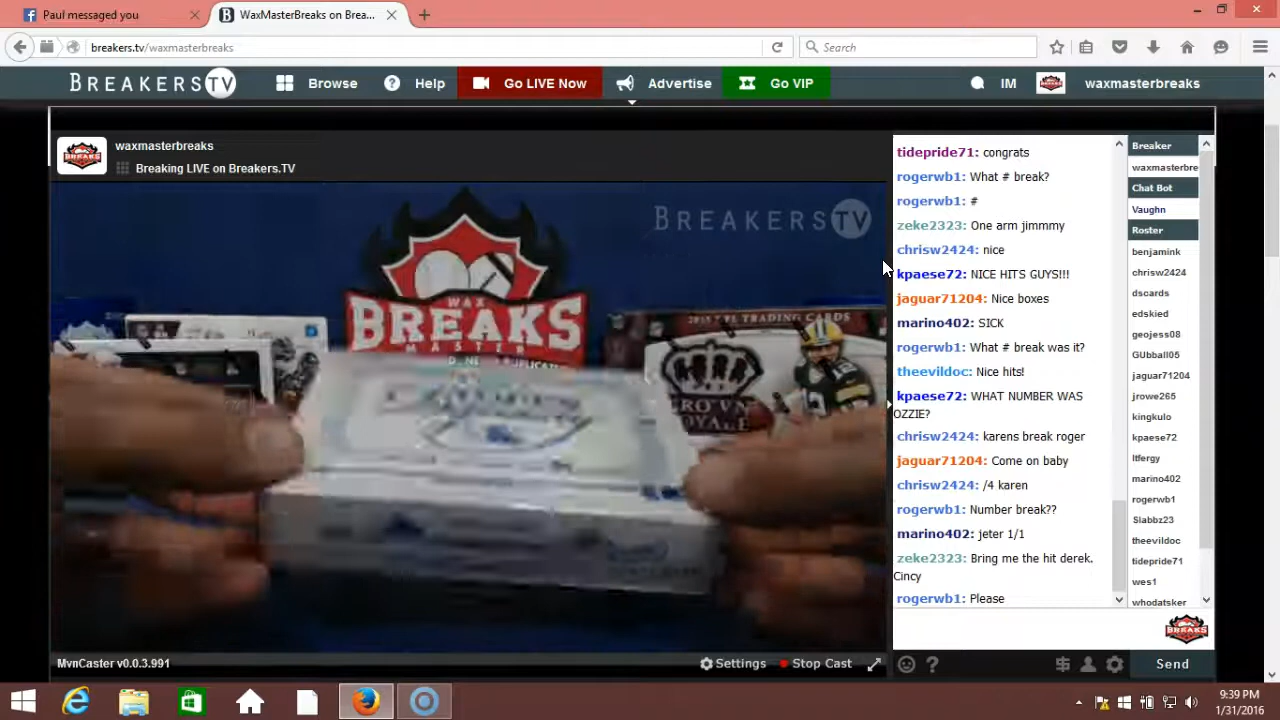 Paul messaged you
WaxMasterBreaks on Brea...
breakers.tv/waxmasterbreaks
Search
BREAKERSTV
Browse
Help
Go LIVE Now
Advertise
Go VIP
IM
waxmasterbreaks
waxmasterbreaks
Breaking LIVE on Breakers.TV
BREAKERSTV
WAX
BREAKS
MASTER
TRADING CARDS
CROWN
ROYALE
MvnCaster v0.0.3.991
Settings
Stop Cast
tidepride71: congrats
rogerwb1: What # break?
rogerwb1: #
zeke2323: One arm jimmmy
chrisw2424: nice
kpaese72: NICE HITS GUYS!!!
jaguar71204: Nice boxes
marino402: SICK
rogerwb1: What # break was it?
theevildoc: Nice hits!
kpaese72: WHAT NUMBER WAS
OZZIE?
chrisw2424: karens break roger
jaguar71204: Come on baby
chrisw2424: /4 karen
rogerwb1: Number break??
marino402: jeter 1/1
zeke2323: Bring me the hit derek.
Cincy
rogerwb1: Please
Breaker
waxmasterbre
Chat Bot
Vaughn
Roster
benjamink
chrisw2424
dscards
edskied
geojess08
GUbball05
jaguar71204
jrowe265
kingkulo
kpaese72
ltfergy
marino402
rogerwb1
Slabbz23
theevildoc
tidepride71
wes1
whodatsker
Send
9:39 PM
1/31/2016